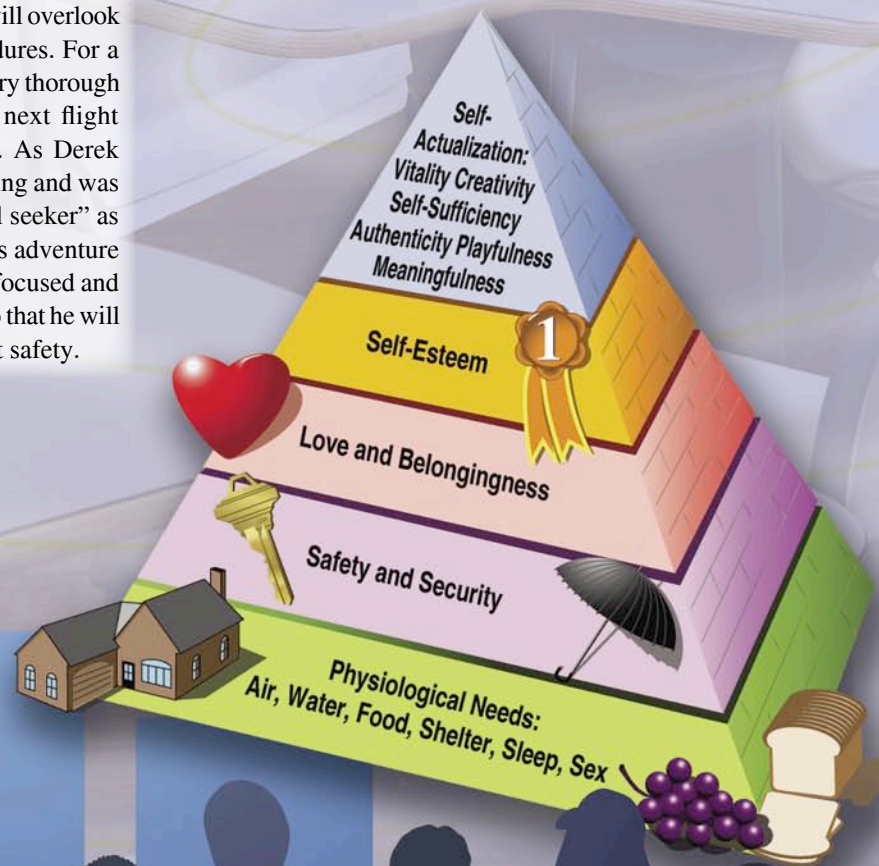 will overlook
dures. For a
ry thorough
next flight
. As Derek
ing and was
l seeker” as
s adventure
focused and
o that he will
t safety.
Self-
Actualization:
Vitality Creativity
Self-Sufficiency
Authenticity Playfulness
Meaningfulness
1
Self-Esteem
Love and Belongingness
Safety and Security
Physiological Needs:
Air, Water, Food, Shelter, Sleep, Sex